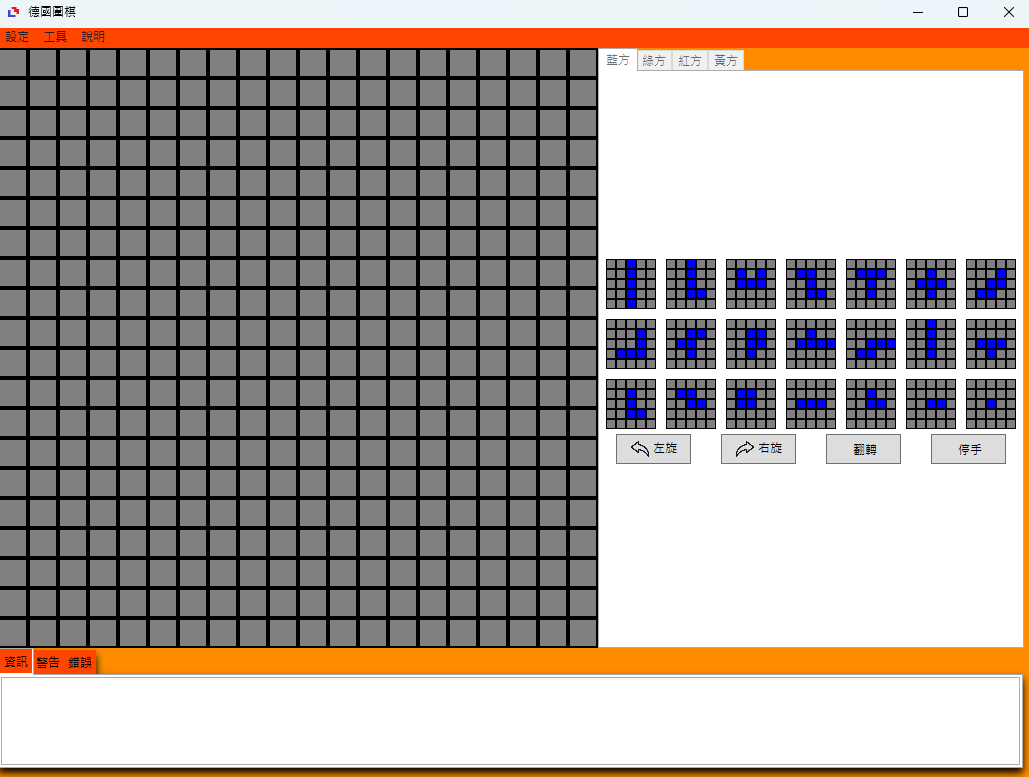 德國圍棋
設定 工具 說明
藍方 綠方 紅方 黃方
左旋 右旋 翻轉 停手
資訊 警告 錯誤